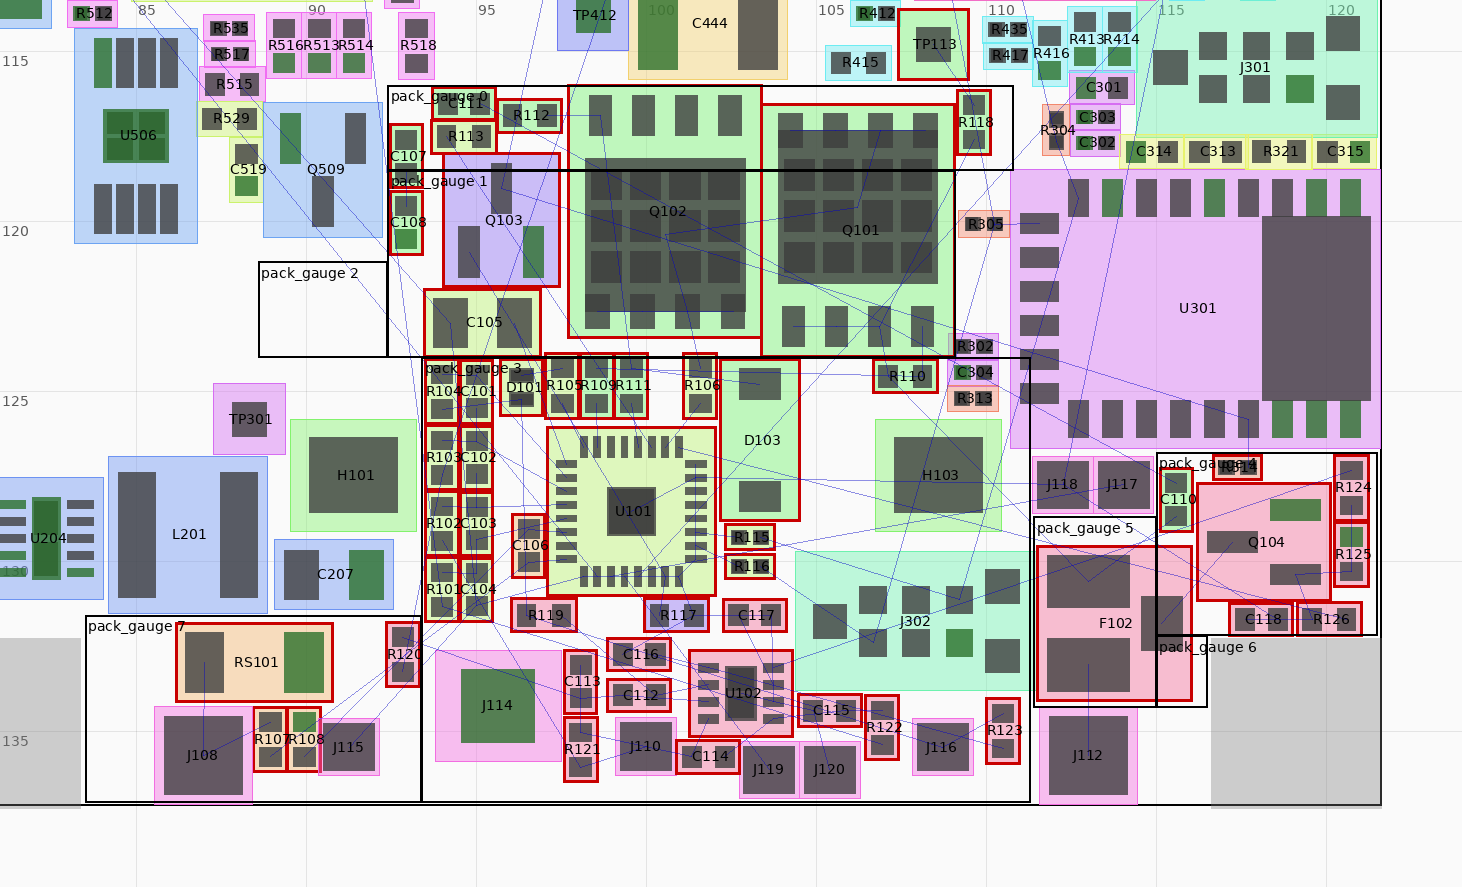 85 90 95 100 105 110 115 120
R512 TP412 C444 R412
R535 R516 R513 R514 R518 TP113 R435 R413 R414
R517 R415 R417 R416 J301
115
R515 C301
pack_gauge 0
C111 R112 R118 C303
U506 R529 R113 R304 C302
C519 Q509 C107 C314 C313 R321 C315
pack_gauge 1
Q102
120 C108 Q103 Q101 R305
pack_gauge 2
C105 U301
R302
pack_gauge 3
C304
R104 C101 D101 R105 R109 R111 R106 R110
125 R313
TP301 D103
R103 C102 pack_gauge 4
H101 H103 J118 J117 R314 R124
C110
U204 L201 R102 C103 U101 pack_gauge 5
C106 R115 Q104 R125
130 C207 R116
R101 C104
R119 R117 C117 J302 F102 C118 R126
pack_gauge 7
RS101 R120 C116 pack_gauge 6
C113 C112 U102
J114 C115
135 J108 R107 R108 J115 R121 J110 C114 R122 J116 R123 J112
J119 J120